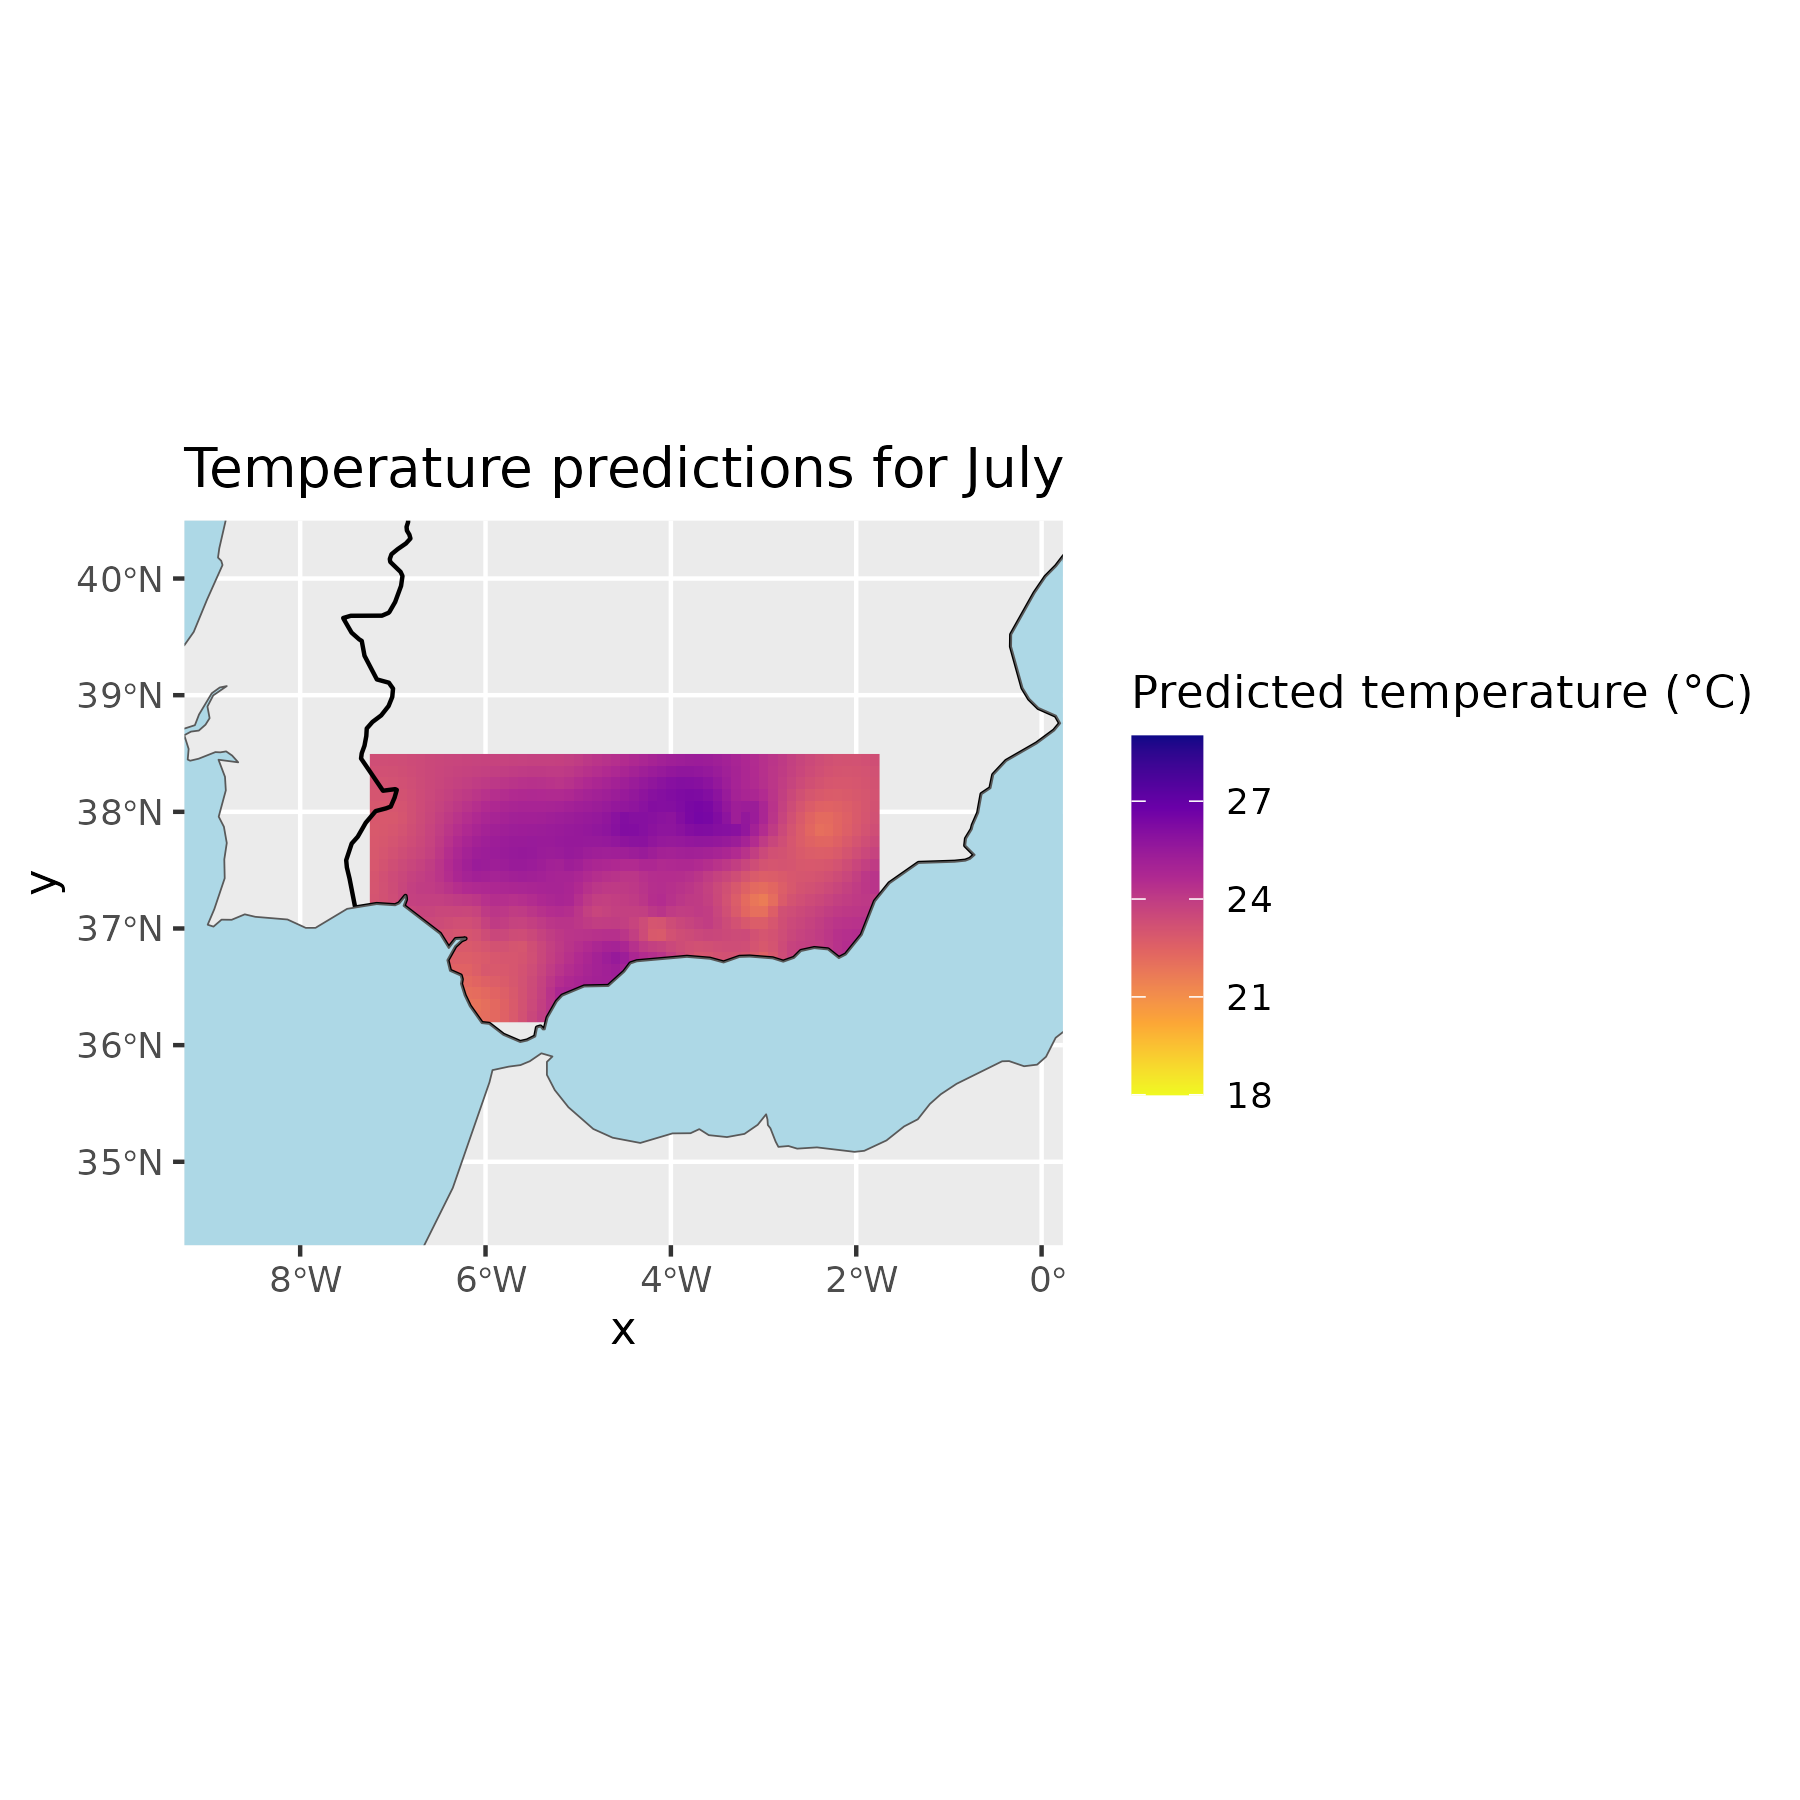 Temperature predictions for July
40°N
39°N
38°N
37°N
36°N
35°N
y
8°W 6°W 4°W 2°W 0°
x
Predicted temperature (°C)
27
24
21
18